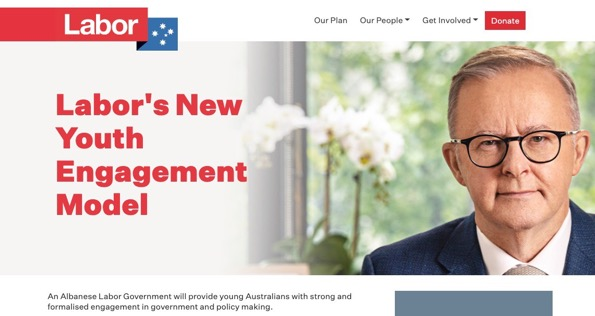 Labor
Our Plan Our People Get Involved Donate
Labor's New
Youth
Engagement
Model
An Albanese Labor Government will provide young Australians with strong and
formalised engagement in government and policy making.